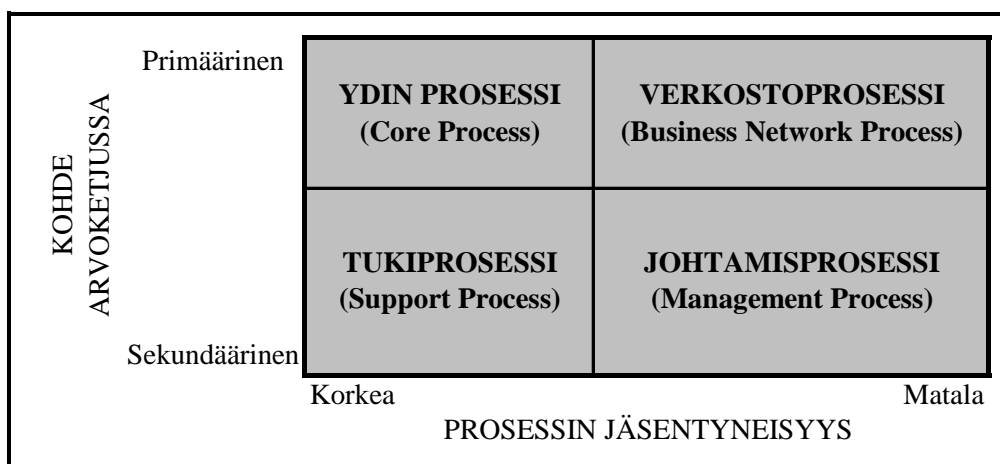 Primäärinen
YDIN PROSESSI
(Core Process)
VERKOSTOPROSESSI
(Business Network Process)
KOHDE
ARVOKETJUSSA
TUKIPROSESSI
(Support Process)
JOHTAMISPROSESSI
(Management Process)
Sekundäärinen
Korkea
Matala
PROSESSIN JÄSENTYNEISYYS